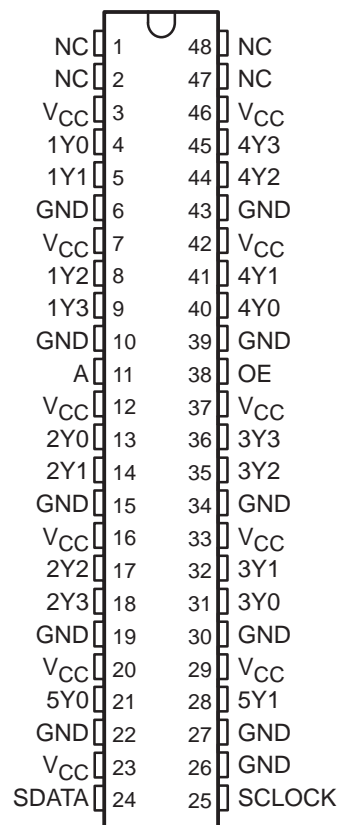 NC 1 48 NC
NC 2 47 NC
VCC 3 46 VCC
1Y0 4 45 4Y3
1Y1 5 44 4Y2
GND 6 43 GND
VCC 7 42 VCC
1Y2 8 41 4Y1
1Y3 9 40 4Y0
GND 10 39 GND
A 11 38 OE
VCC 12 37 VCC
2Y0 13 36 3Y3
2Y1 14 35 3Y2
GND 15 34 GND
VCC 16 33 VCC
2Y2 17 32 3Y1
2Y3 18 31 3Y0
GND 19 30 GND
VCC 20 29 VCC
5Y0 21 28 5Y1
GND 22 27 GND
VCC 23 26 GND
SDATA 24 25 SCLOCK